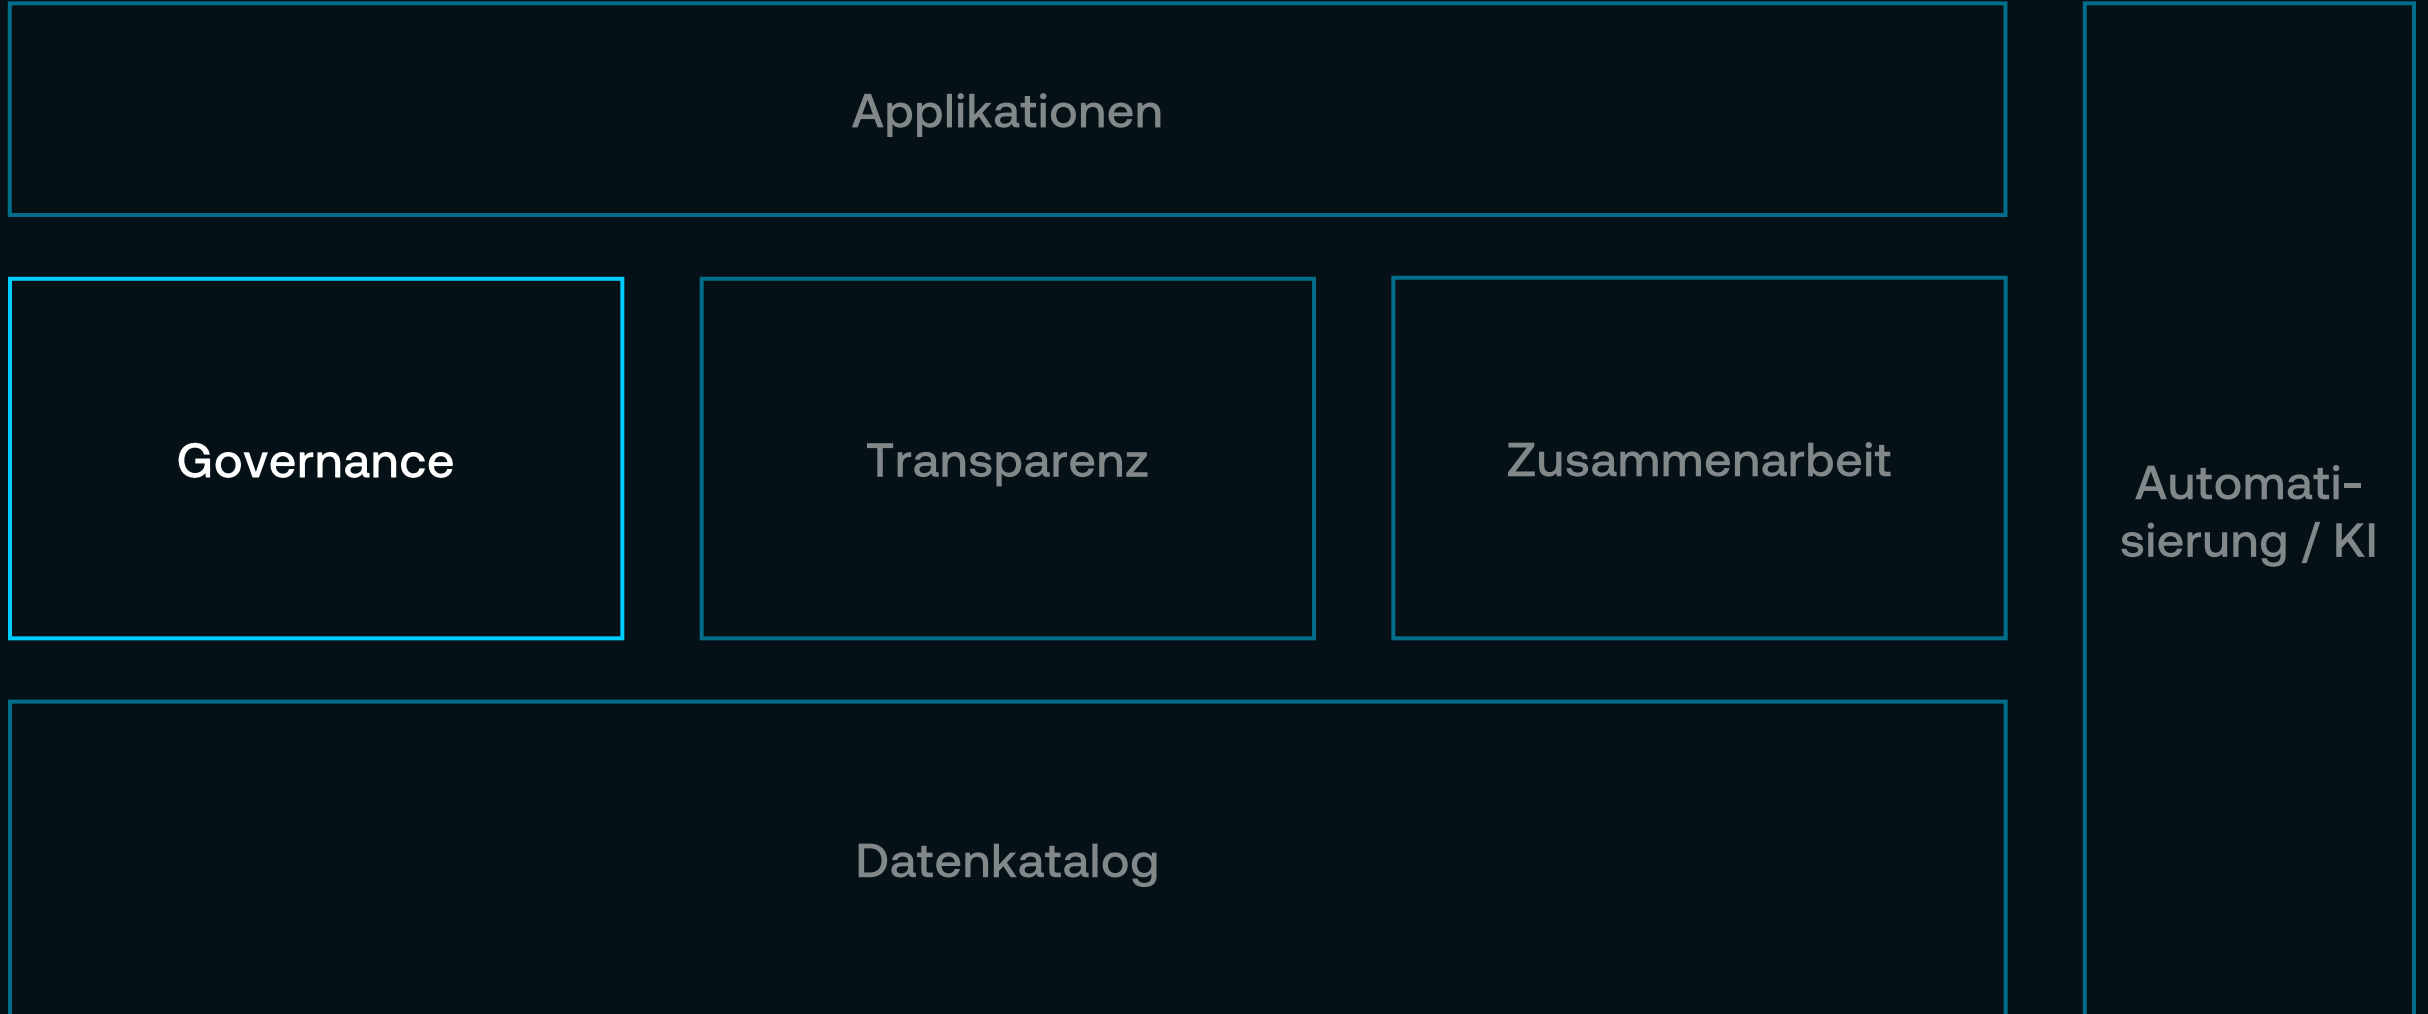 Applikationen
Governance
Transparenz
Zusammenarbeit
Automati-
sierung / KI
Datenkatalog